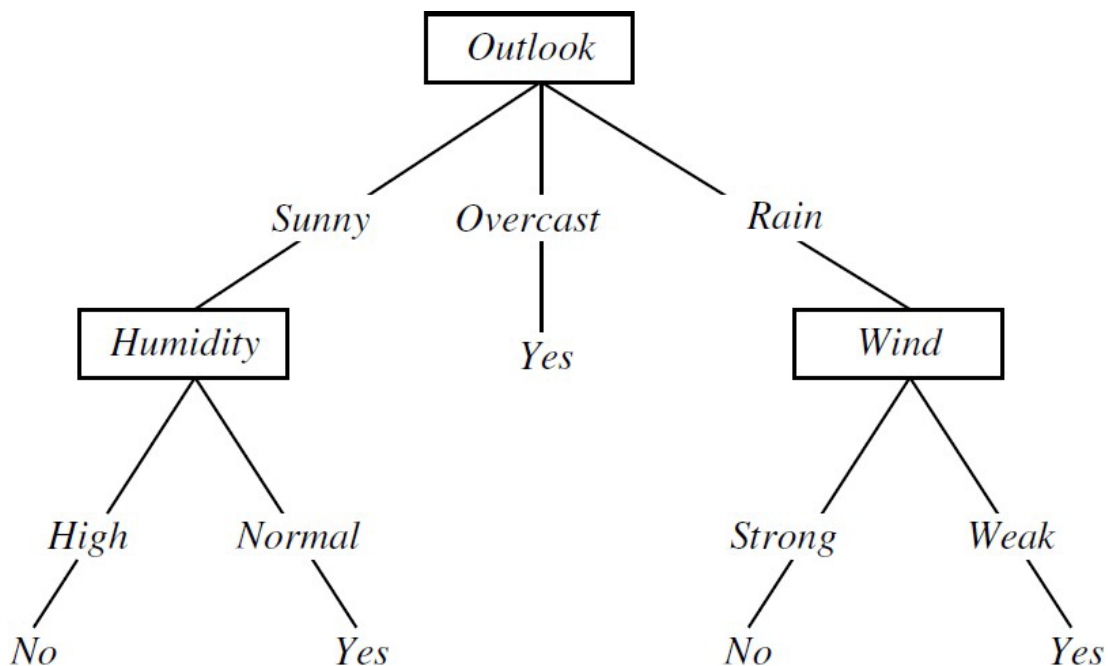 Outlook
Sunny Overcast Rain
Humidity Yes Wind
High Normal Strong Weak
No Yes No Yes